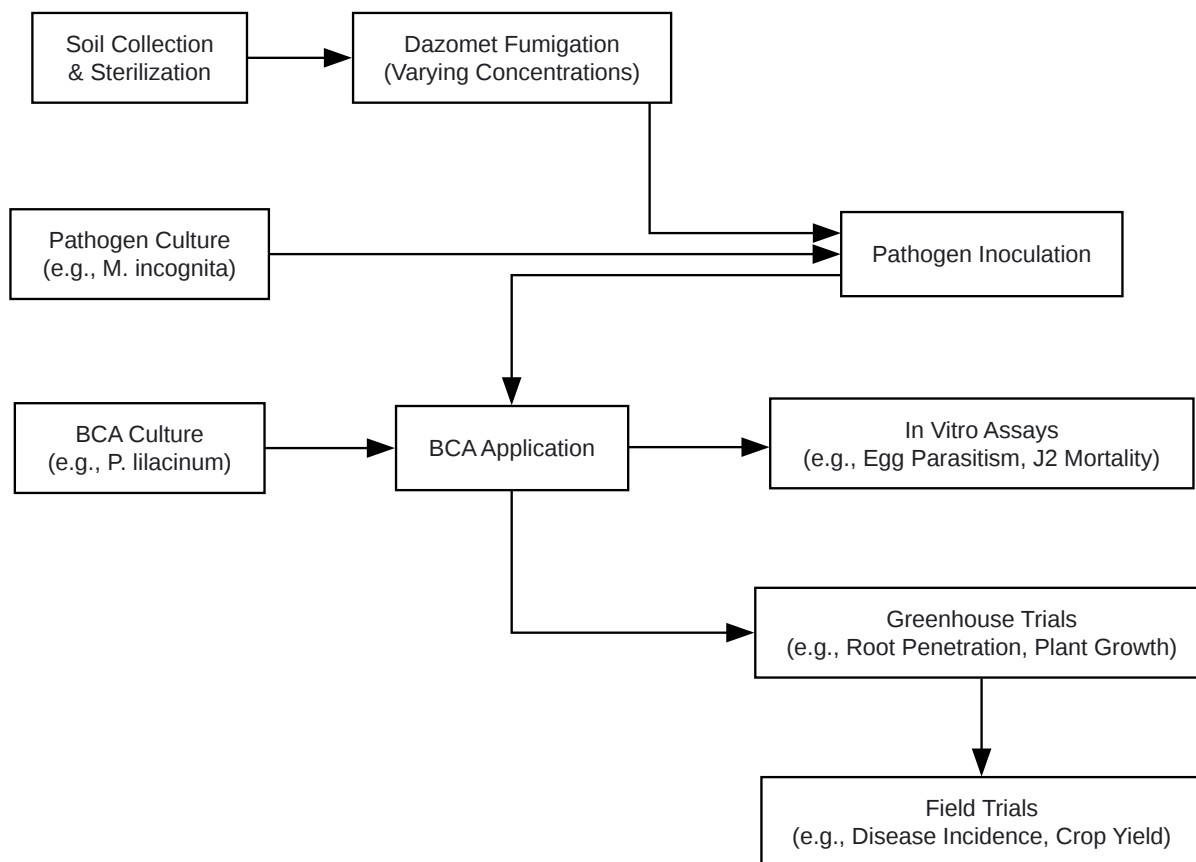 Soil Collection
& Sterilization
Dazomet Fumigation
(Varying Concentrations)
Pathogen Culture
(e.g., M. incognita)
Pathogen Inoculation
BCA Culture
(e.g., P. lilacinum)
BCA Application
In Vitro Assays
(e.g., Egg Parasitism, J2 Mortality)
Greenhouse Trials
(e.g., Root Penetration, Plant Growth)
Field Trials
(e.g., Disease Incidence, Crop Yield)